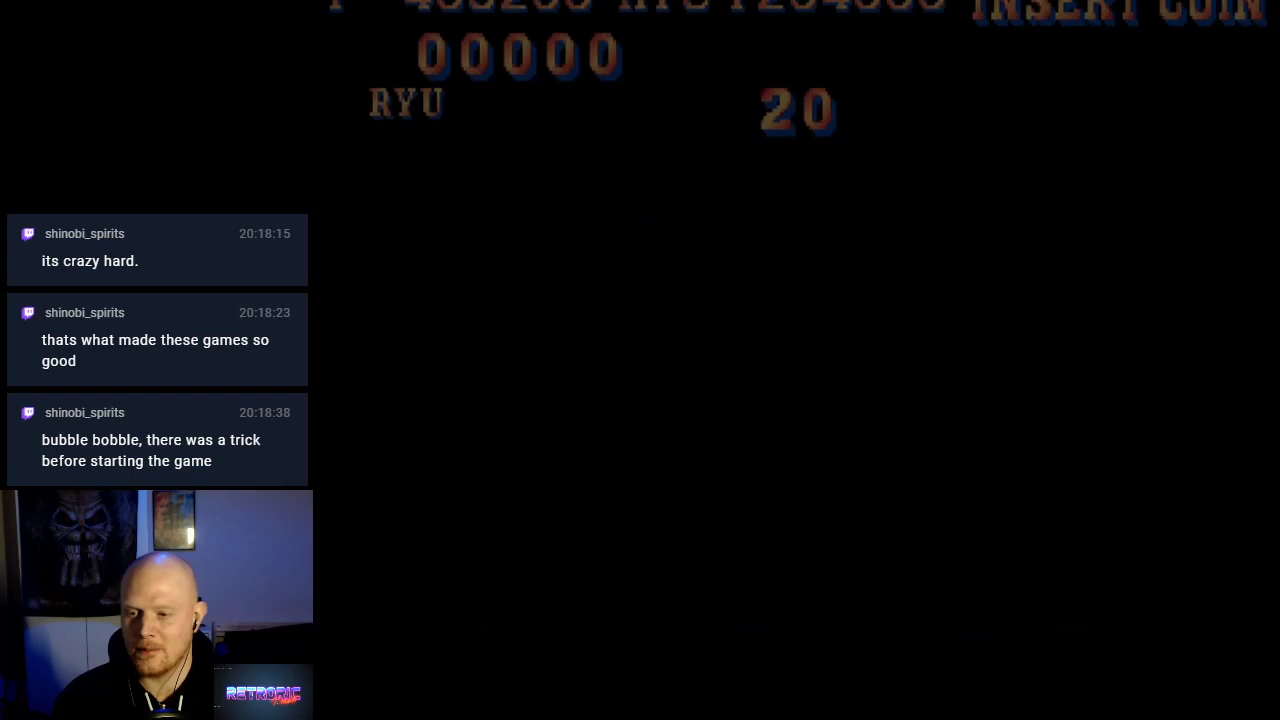 INSERT COIN
00000
RYU
20
shinobi_spirits 20:18:15
its crazy hard.
shinobi_spirits 20:18:23
thats what made these games so
good
shinobi_spirits 20:18:38
bubble bobble, there was a trick
before starting the game
RETRORIC